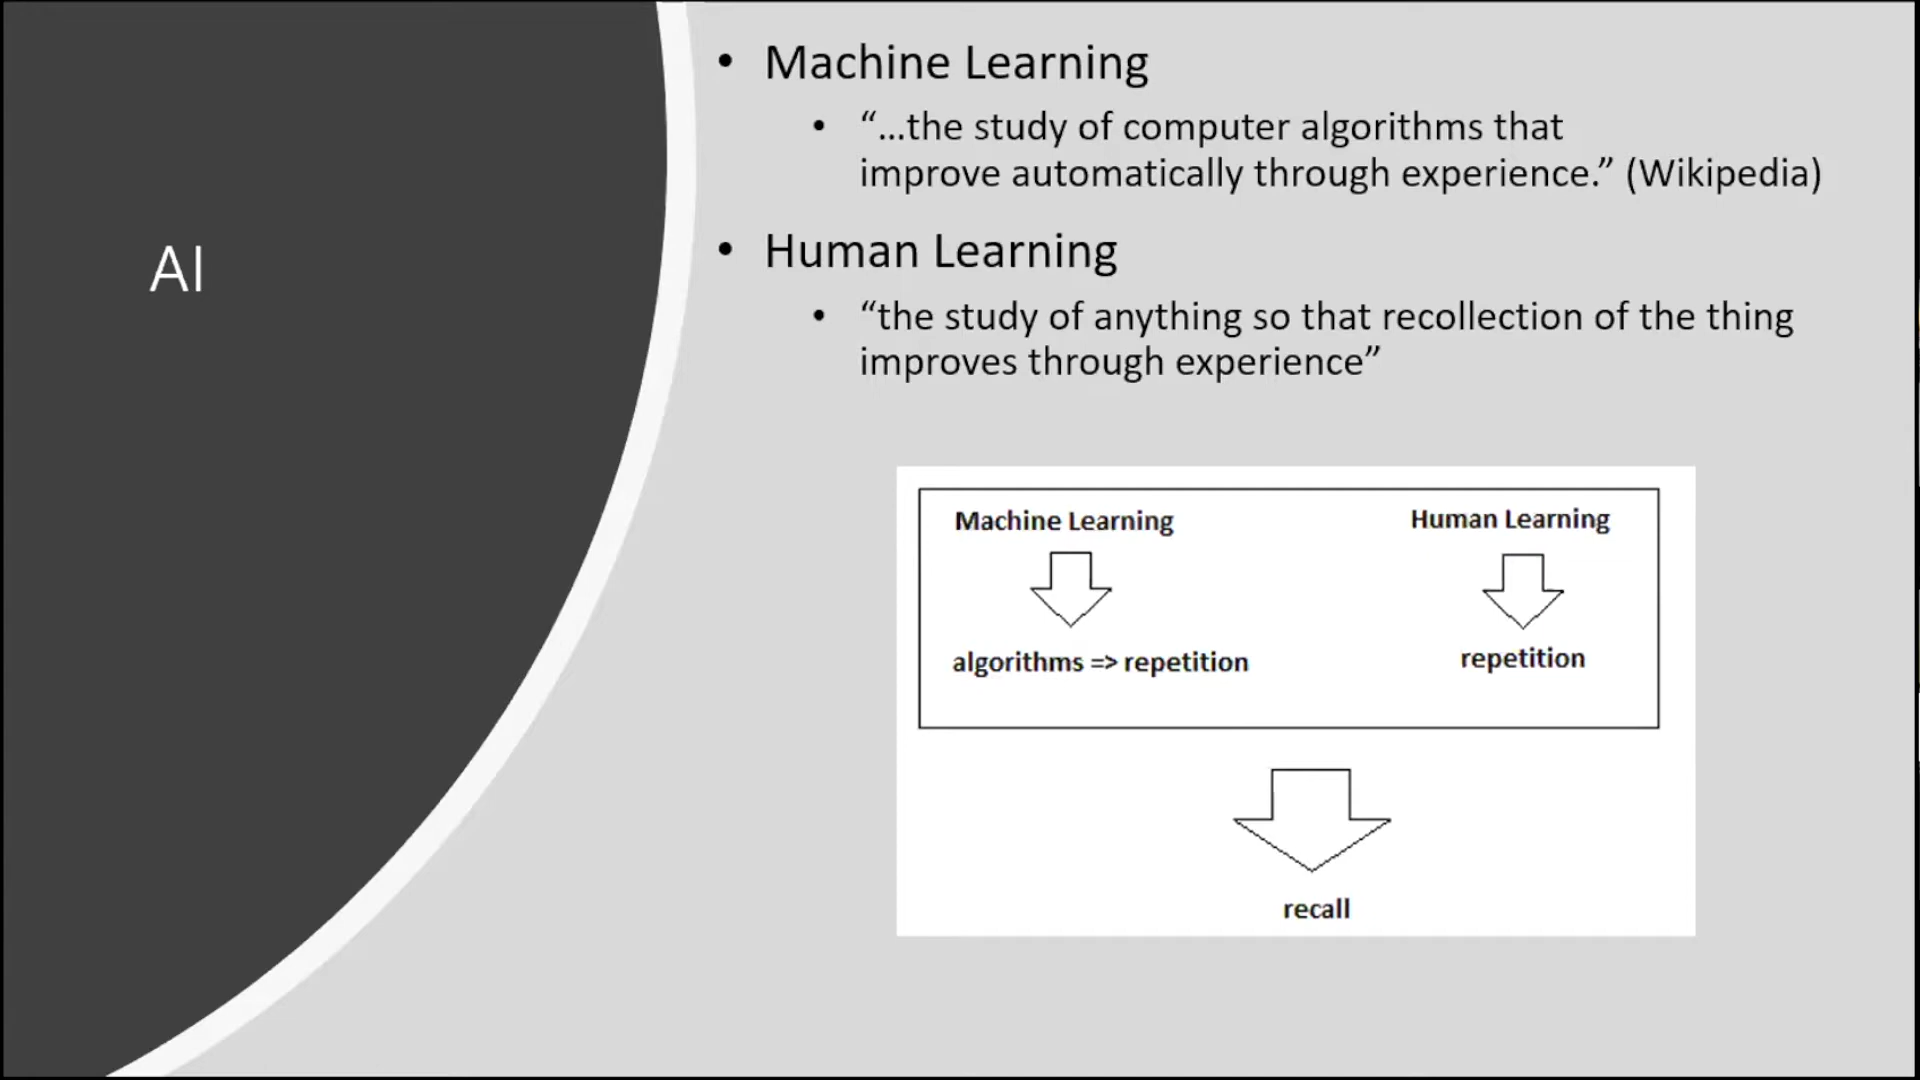 AI
• Machine Learning
• “…the study of computer algorithms that
improve automatically through experience.” (Wikipedia)
• Human Learning
• “the study of anything so that recollection of the thing
improves through experience”
Machine Learning
Human Learning
algorithms => repetition
repetition
recall